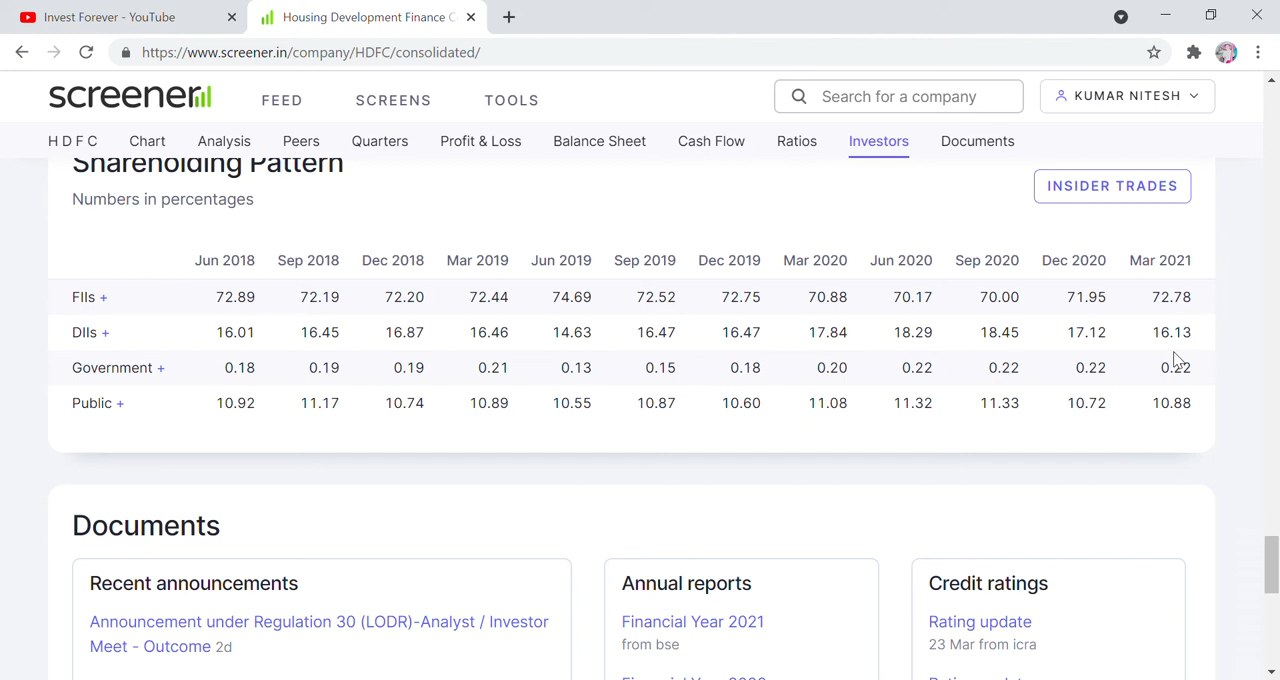 Invest Forever - YouTube
Housing Development Finance C
https://www.screener.in/company/HDFC/consolidated/
screener
FEED SCREENS TOOLS
Search for a company
KUMAR NITESH
H D F C Chart Analysis Peers Quarters Profit & Loss Balance Sheet Cash Flow Ratios Investors Documents
Shareholding Pattern
Numbers in percentages
INSIDER TRADES
Jun 2018 Sep 2018 Dec 2018 Mar 2019 Jun 2019 Sep 2019 Dec 2019 Mar 2020 Jun 2020 Sep 2020 Dec 2020 Mar 2021
FIIs + 72.89 72.19 72.20 72.44 74.69 72.52 72.75 70.88 70.17 70.00 71.95 72.78
DIIs + 16.01 16.45 16.87 16.46 14.63 16.47 16.47 17.84 18.29 18.45 17.12 16.13
Government + 0.18 0.19 0.19 0.21 0.13 0.15 0.18 0.20 0.22 0.22 0.22
Public + 10.92 11.17 10.74 10.89 10.55 10.87 10.60 11.08 11.32 11.33 10.72 10.88
Documents
Recent announcements
Announcement under Regulation 30 (LODR)-Analyst / Investor
Meet - Outcome 2d
Annual reports
Financial Year 2021
from bse
Credit ratings
Rating update
23 Mar from icra